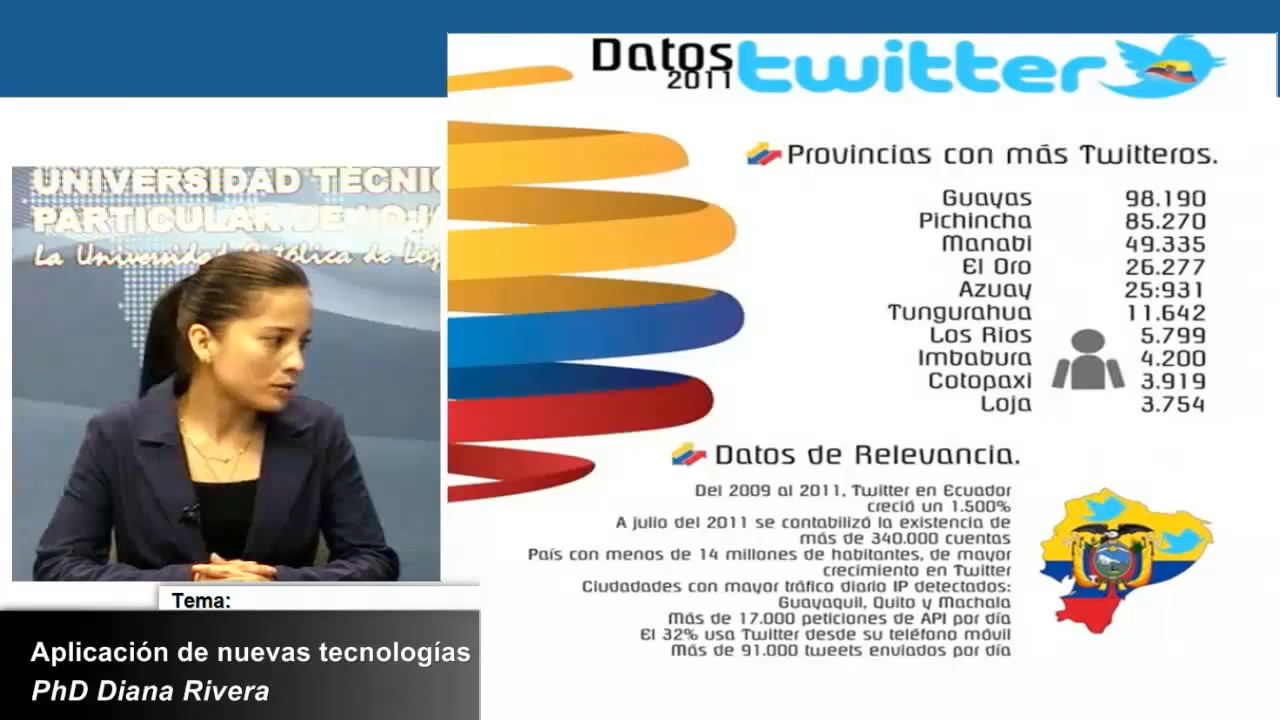 Datos
2011
twitter
Provincias con más Twitteros.
Guayas 98.190
Pichincha 85.270
Manabi 49.335
El Oro 26.277
Azuay 25:931
Tungurahua 11.642
Los Rios 5.799
Imbabura 4.200
Cotopaxi 3.919
Loja 3.754
Datos de Relevancia.
Del 2009 al 2011, Twitter en Ecuador
creció un 1.500%
A julio del 2011 se contabilizó la existencia de
más de 340.000 cuentas
País con menos de 14 millones de habitantes, de mayor
crecimiento en Twitter
Ciudadades con mayor tráfico diario IP detectados:
Guayaquil, Quito y Machala
Más de 17.000 peticiones de API por día
El 32% usa Twitter desde su teléfono móvil
Más de 91.000 tweets enviados por día
UNIVERSIDAD TÉCNIC
PARTICULAR DE LOJA
La Universidad Católica de Loj
Tema:
Aplicación de nuevas tecnologías
PhD Diana Rivera